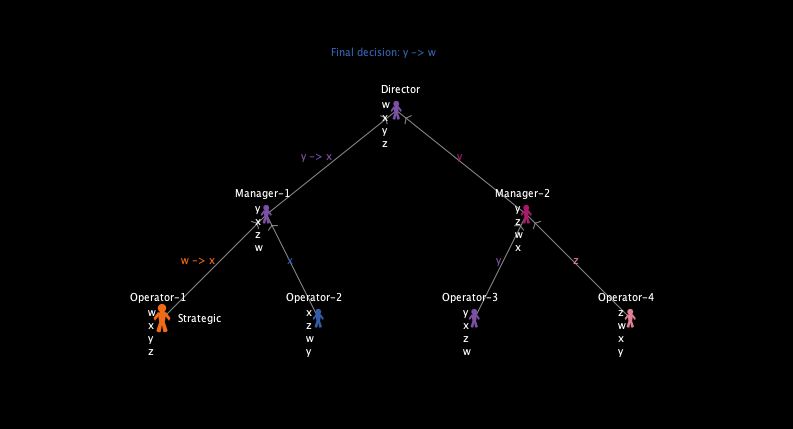 Final decision: y -> w
Director
w
x
y
z
y -> x
y
Manager-1
y
x
z
w
Manager-2
y
z
w
x
w -> x
x
y
z
Operator-1
w
x
y
z
Strategic
Operator-2
x
z
w
y
Operator-3
y
x
z
w
Operator-4
z
w
x
y